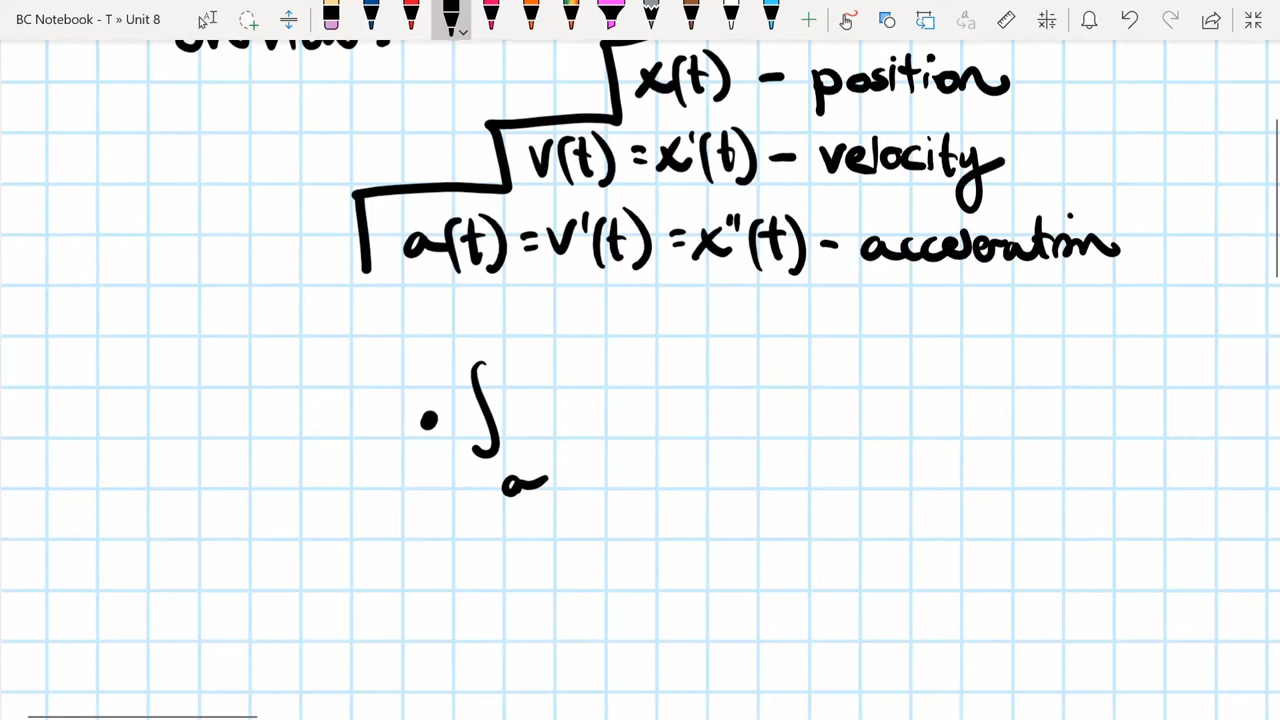 BC Notebook - T » Unit 8
x(t) - position
v(t) = x'(t) - velocity
a(t) = v'(t) = x''(t) - acceleration
• ∫
a